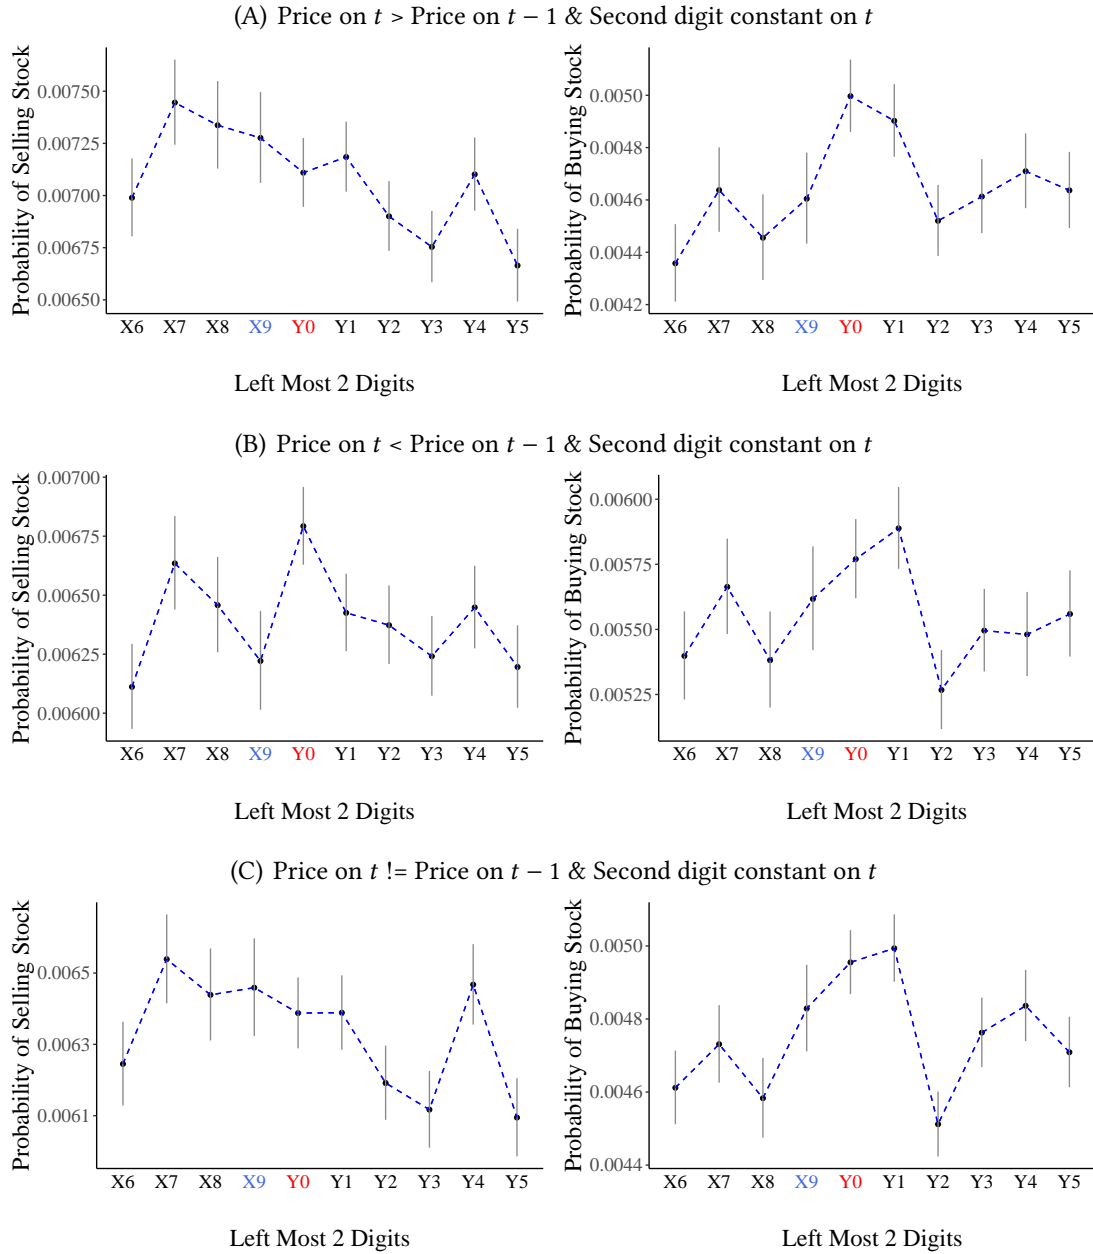 (A) Price on t > Price on t − 1 & Second digit constant on t
Probability of Selling Stock
0.00750
0.00725
0.00700
0.00675
0.00650
X6 X7 X8 X9 Y0 Y1 Y2 Y3 Y4 Y5
Left Most 2 Digits
Probability of Buying Stock
0.0050
0.0048
0.0046
0.0044
0.0042
X6 X7 X8 X9 Y0 Y1 Y2 Y3 Y4 Y5
Left Most 2 Digits
(B) Price on t < Price on t − 1 & Second digit constant on t
Probability of Selling Stock
0.00700
0.00675
0.00650
0.00625
0.00600
X6 X7 X8 X9 Y0 Y1 Y2 Y3 Y4 Y5
Left Most 2 Digits
Probability of Buying Stock
0.00600
0.00575
0.00550
0.00525
X6 X7 X8 X9 Y0 Y1 Y2 Y3 Y4 Y5
Left Most 2 Digits
(C) Price on t != Price on t − 1 & Second digit constant on t
Probability of Selling Stock
0.0065
0.0063
0.0061
X6 X7 X8 X9 Y0 Y1 Y2 Y3 Y4 Y5
Left Most 2 Digits
Probability of Buying Stock
0.0050
0.0048
0.0046
0.0044
X6 X7 X8 X9 Y0 Y1 Y2 Y3 Y4 Y5
Left Most 2 Digits